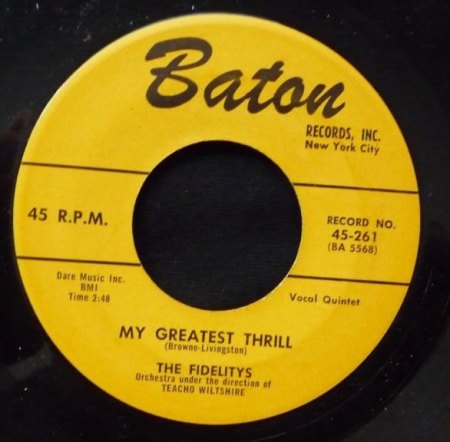 Baton
RECORDS, INC.
New York City
45 R.P.M.
RECORD NO.
45-261
(BA 5568)
Dare Music Inc.
BMI
Time 2:48
Vocal Quintet
MY GREATEST THRILL
(Browne-Livingston)
THE FIDELITYS
Orchestra under the direction of
TEACHO WILTSHIRE